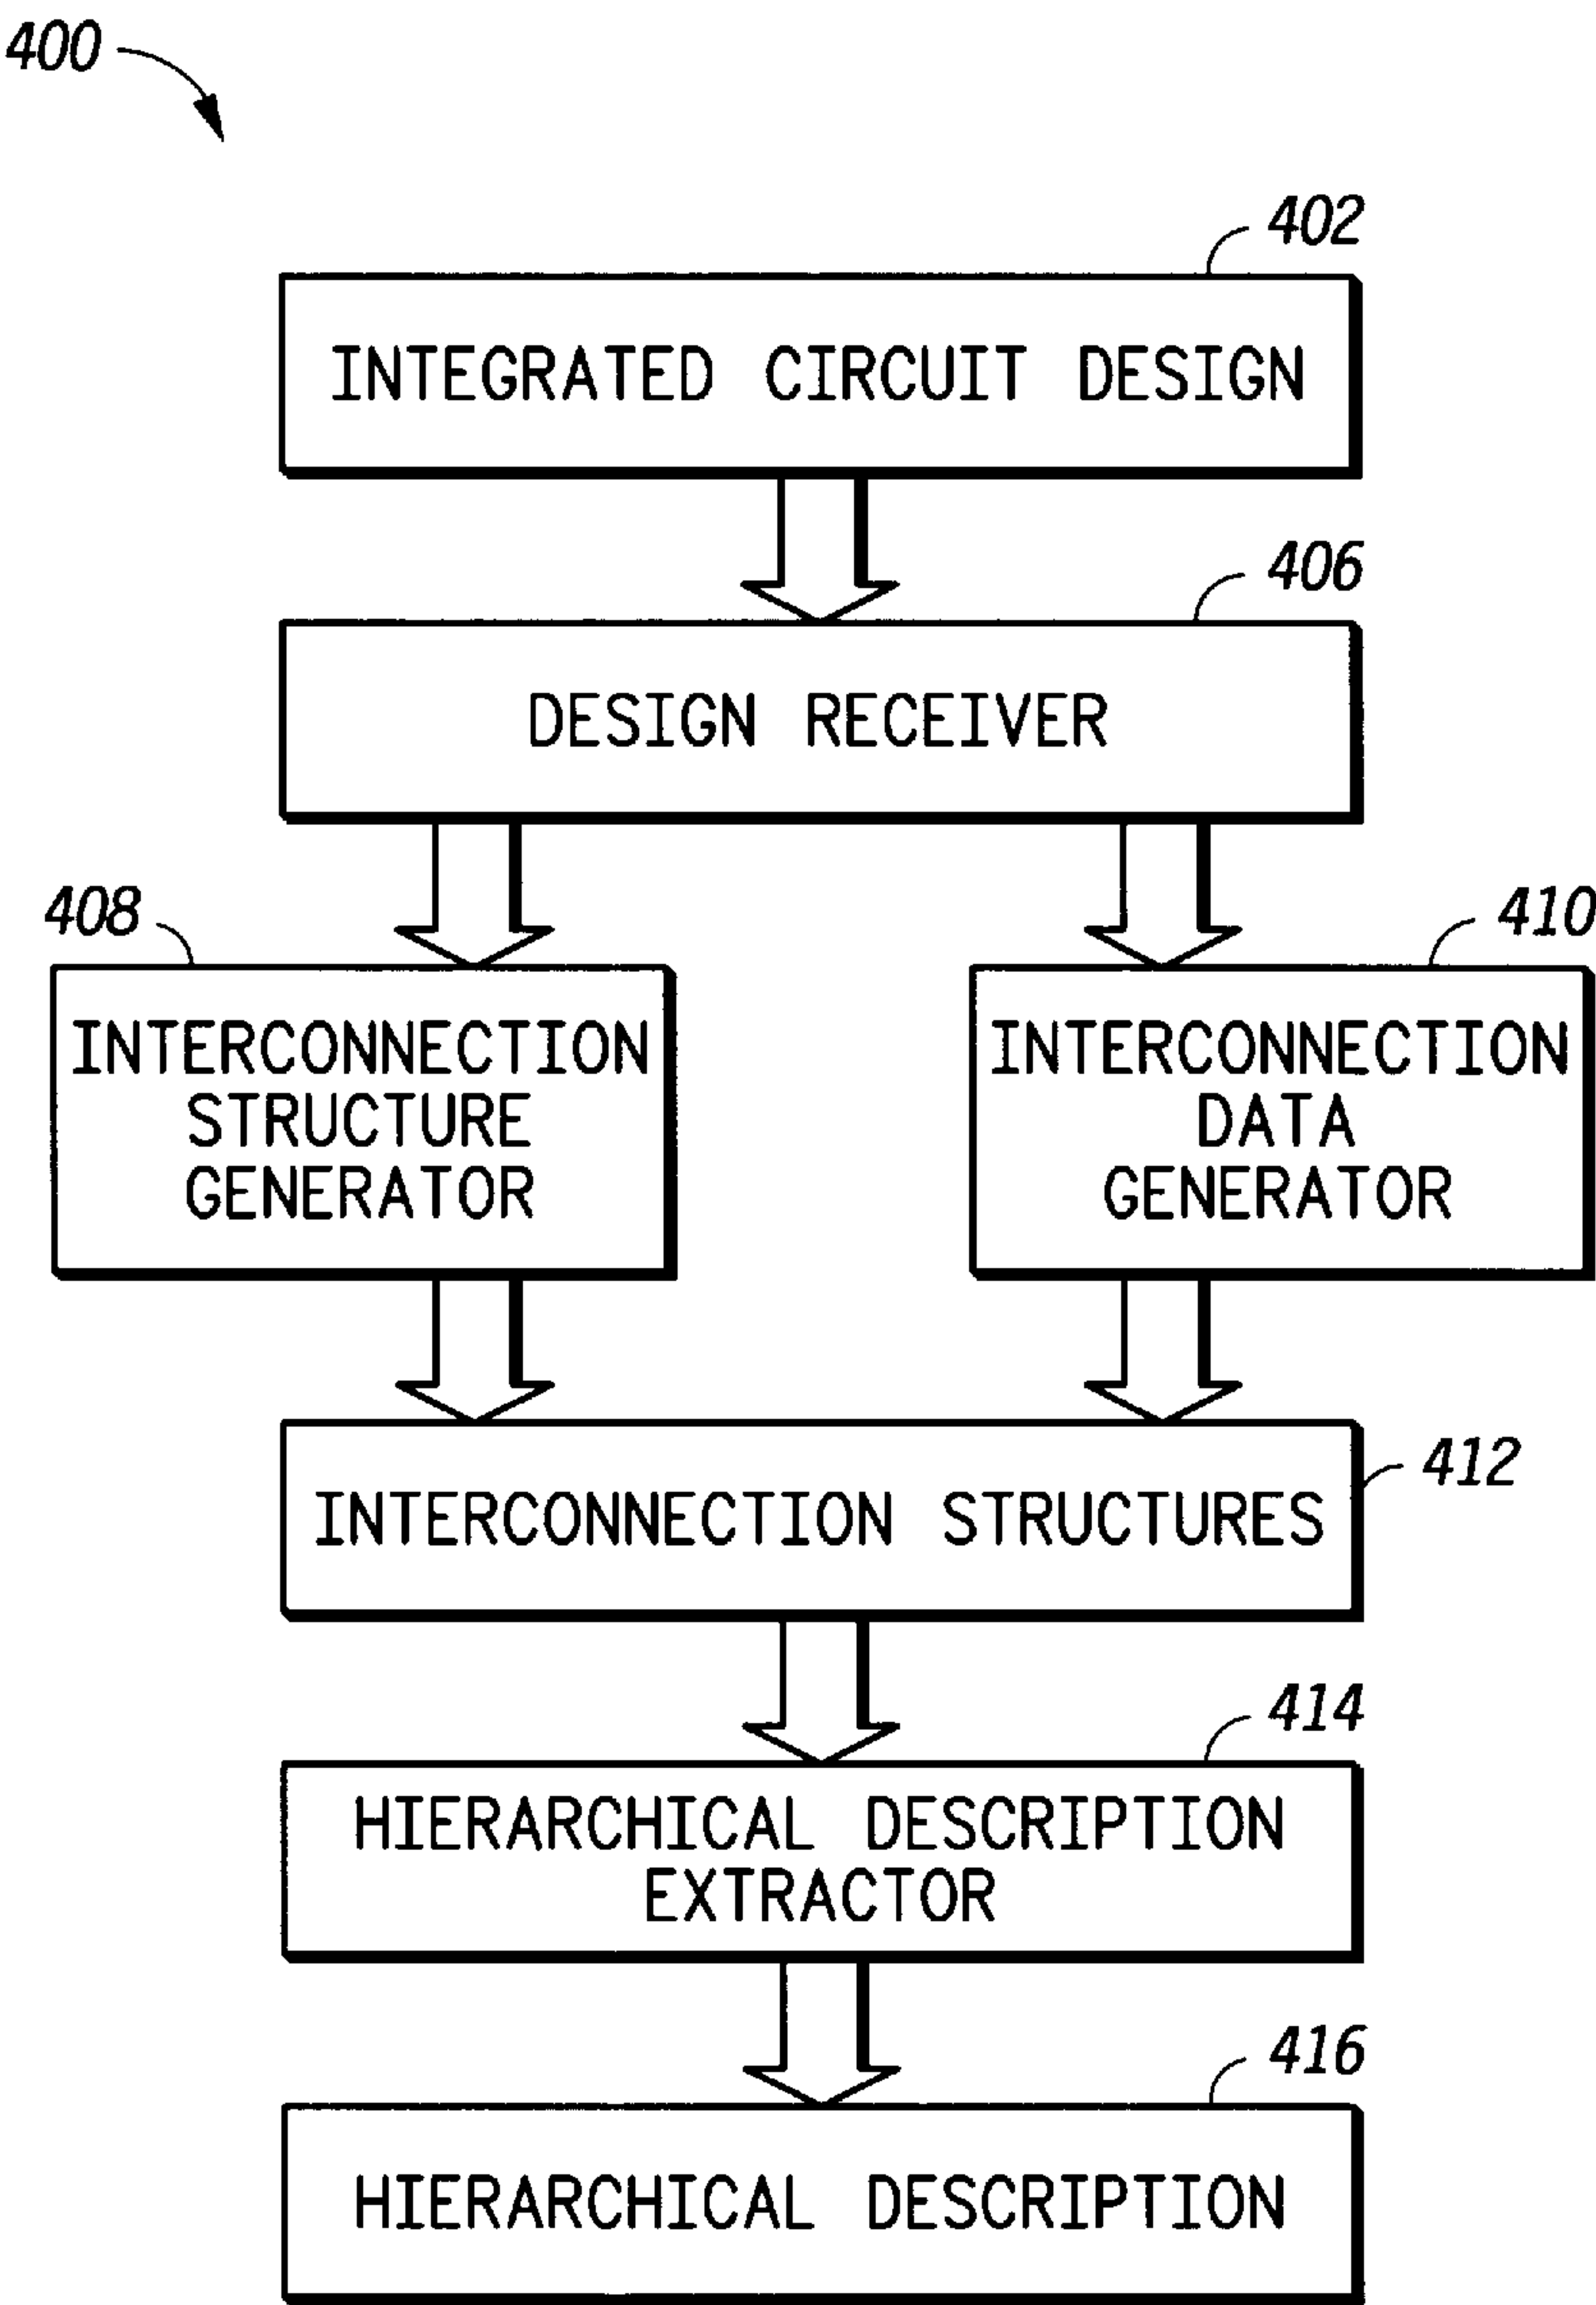 400
402
INTEGRATED CIRCUIT DESIGN
406
DESIGN RECEIVER
408
INTERCONNECTION
STRUCTURE
GENERATOR
410
INTERCONNECTION
DATA
GENERATOR
412
INTERCONNECTION STRUCTURES
414
HIERARCHICAL DESCRIPTION
EXTRACTOR
416
HIERARCHICAL DESCRIPTION